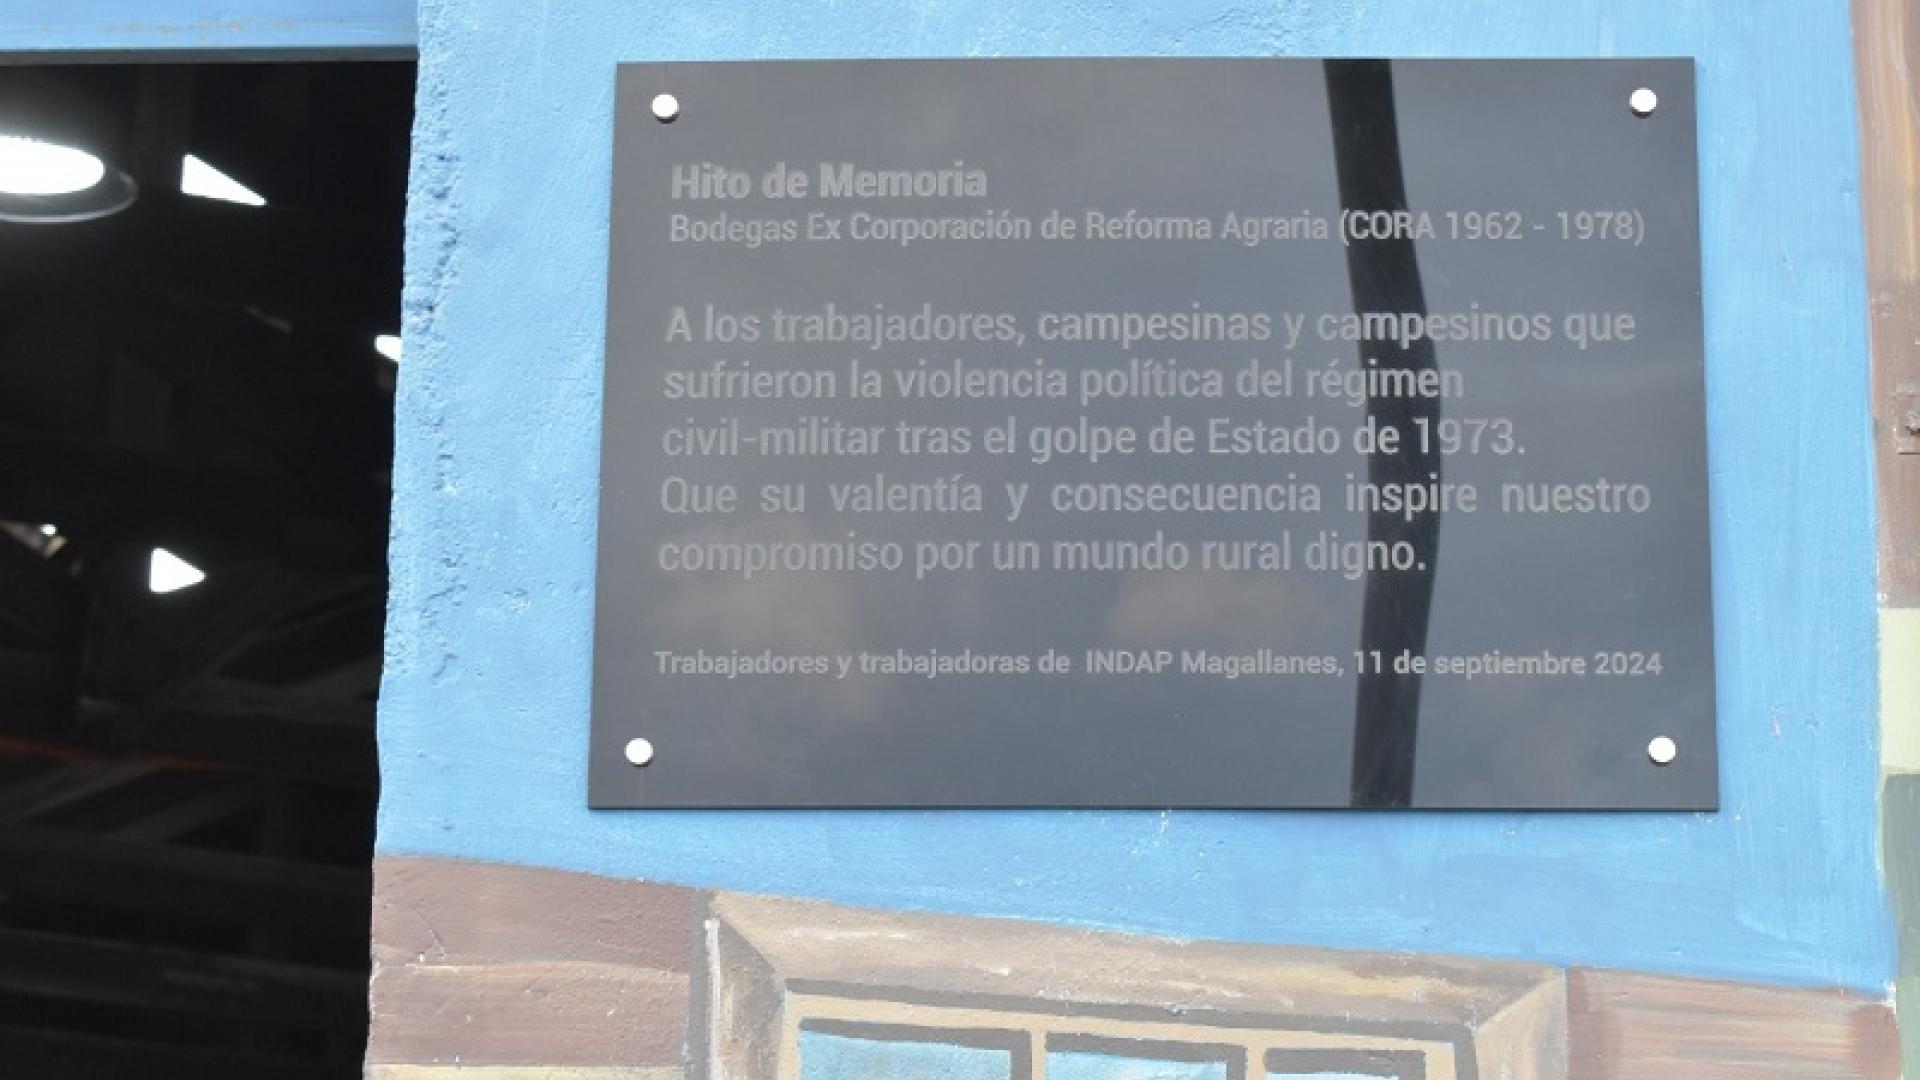 Hito de Memoria
Bodegas Ex Corporación de Reforma Agraria (CORA 1962 - 1978)
A los trabajadores, campesinas y campesinos que
sufrieron la violencia política del régimen
civil-militar tras el golpe de Estado de 1973.
Que su valentía y consecuencia inspire nuestro
compromiso por un mundo rural digno.
Trabajadores y trabajadoras de INDAP Magallanes, 11 de septiembre 2024